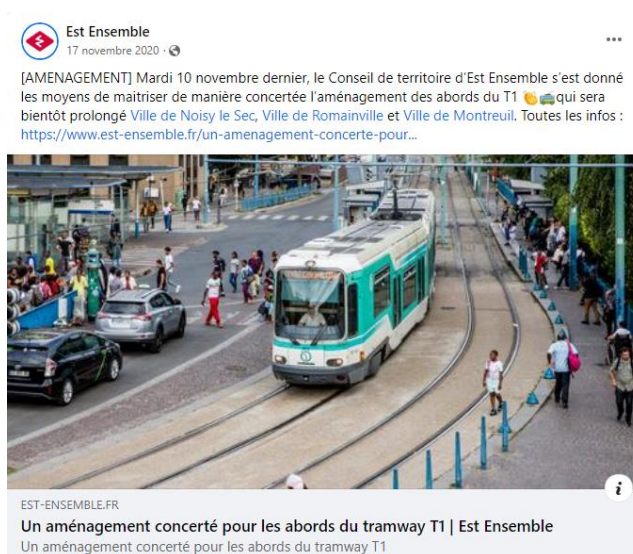 Est Ensemble
17 novembre 2020 ·
[AMENAGEMENT] Mardi 10 novembre dernier, le Conseil de territoire d'Est Ensemble s'est donné
les moyens de maitriser de manière concertée l'aménagement des abords du T1 👏🚋qui sera
bientôt prolongé Ville de Noisy le Sec, Ville de Romainville et Ville de Montreuil. Toutes les infos :
https://www.est-ensemble.fr/un-amenagement-concerte-pour...
EST-ENSEMBLE.FR
Un aménagement concerté pour les abords du tramway T1 | Est Ensemble
Un aménagement concerté pour les abords du tramway T1